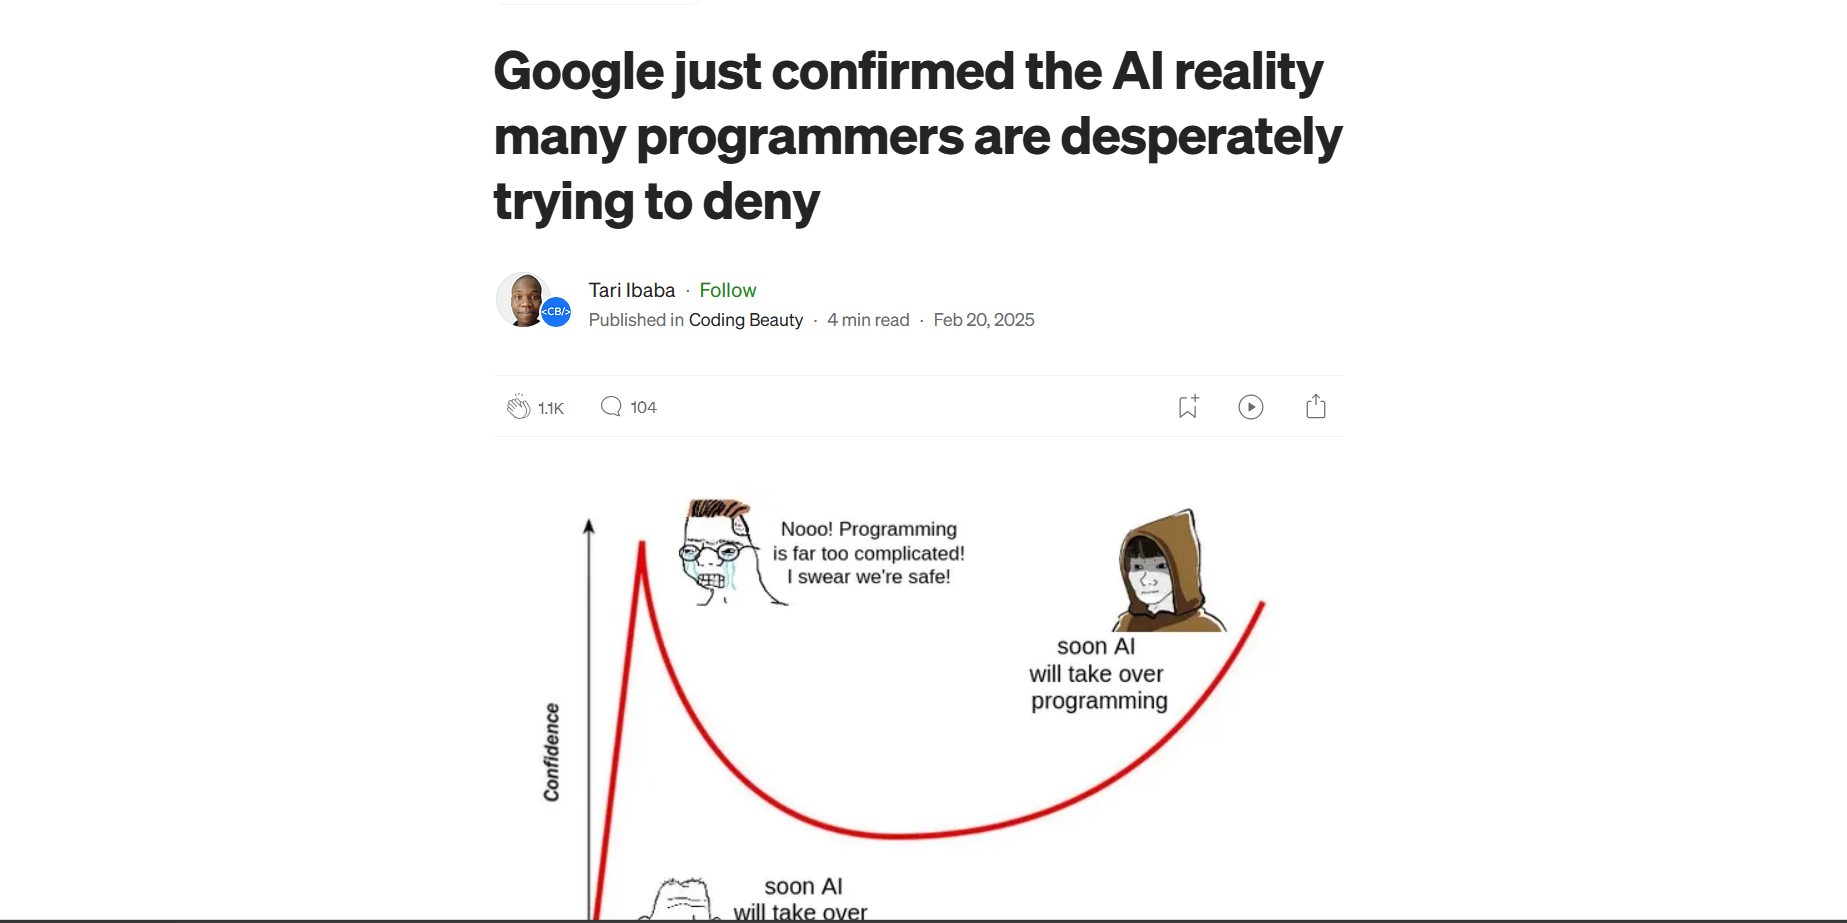 Google just confirmed the AI reality
many programmers are desperately
trying to deny
Tari Ibaba · Follow
<CB/>
Published in Coding Beauty · 4 min read · Feb 20, 2025
1.1K
104
Nooo! Programming
is far too complicated!
I swear we're safe!
soon AI
will take over
programming
Confidence
soon AI
will take over